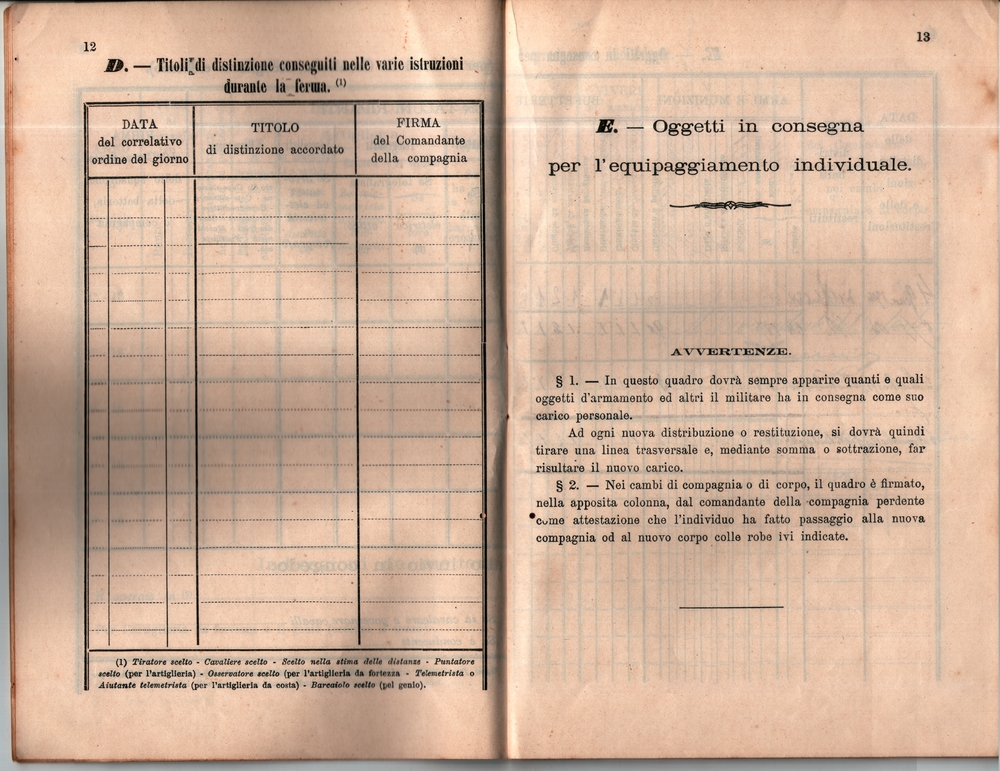 12
D. — Titoli di distinzione conseguiti nelle varie istruzioni
durante la ferma. (1)
DATA
del correlativo
ordine del giorno
TITOLO
di distinzione accordato
FIRMA
del Comandante
della compagnia
(1) Tiratore scelto - Cavaliere scelto - Scelto nella stima delle distanze - Puntatore
scelto (per l'artiglieria) - Osservatore scelto (per l'artiglieria da fortezza - Telemetrista o
Aiutante telemetrista (per l'artiglieria da costa) - Barcaiolo scelto (pel genio).
13
E. — Oggetti in consegna
per l'equipaggiamento individuale.
AVVERTENZE.
§ 1. — In questo quadro dovrà sempre apparire quanti e quali
oggetti d'armamento ed altri il militare ha in consegna come suo
carico personale.
Ad ogni nuova distribuzione o restituzione, si dovrà quindi
tirare una linea trasversale e, mediante somma o sottrazione, far
risultare il nuovo carico.
§ 2. — Nei cambi di compagnia o di corpo, il quadro è firmato,
nella apposita colonna, dal comandante della compagnia perdente
come attestazione che l'individuo ha fatto passaggio alla nuova
compagnia od al nuovo corpo colle robe ivi indicate.